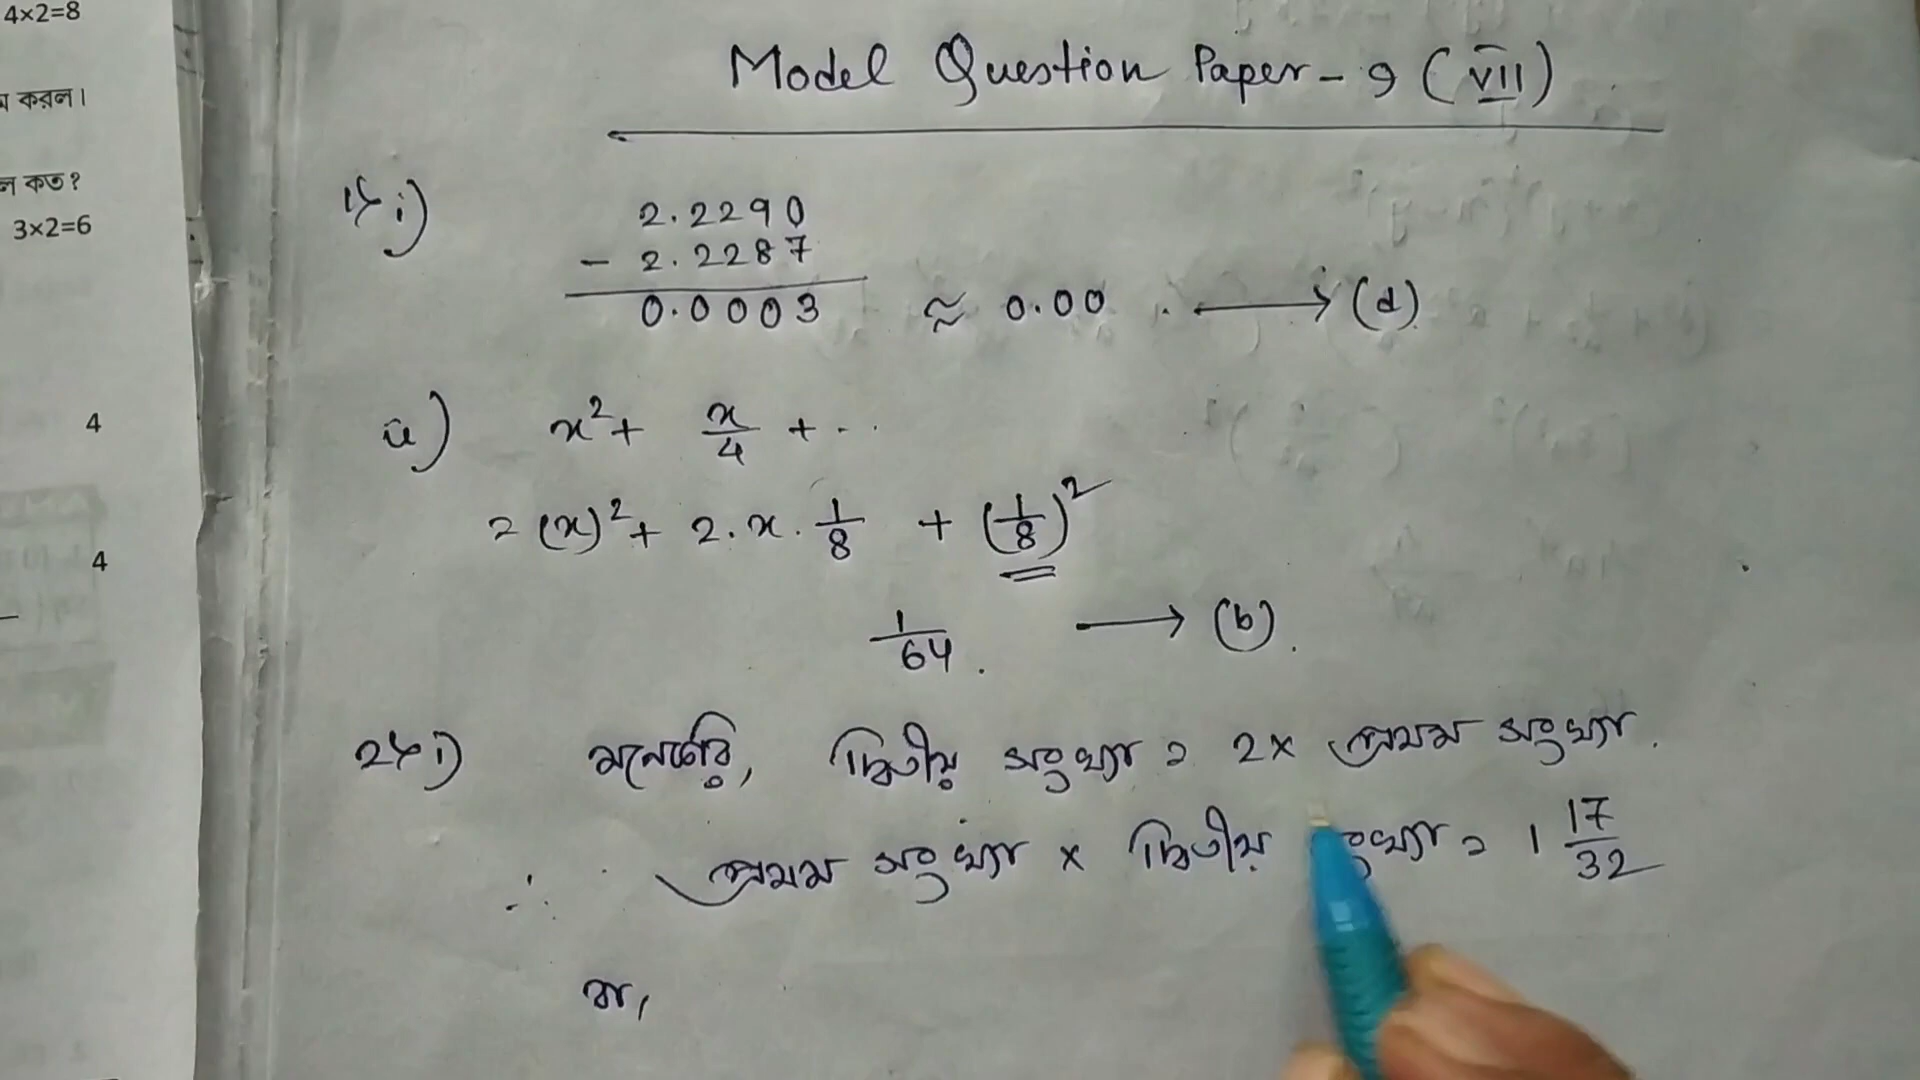 4×2=8
করল।
কত?
3×2=6
4
4
Model Question Paper - 9 (VII)
1> i)
2.2290
- 2.2287
0.0003 ≈ 0.00 . ⟶ (d)
ii) x² + x/4 + ..
= (x)² + 2.x. 1/8 + (1/8)²
1/64 . ⟶ (b).
2> i) মনেকরি, দ্বিতীয় সংখ্যা = 2× প্রথম সংখ্যা.
∴ প্রথম সংখ্যা × দ্বিতীয় সংখ্যা = 1 17/32
বা,